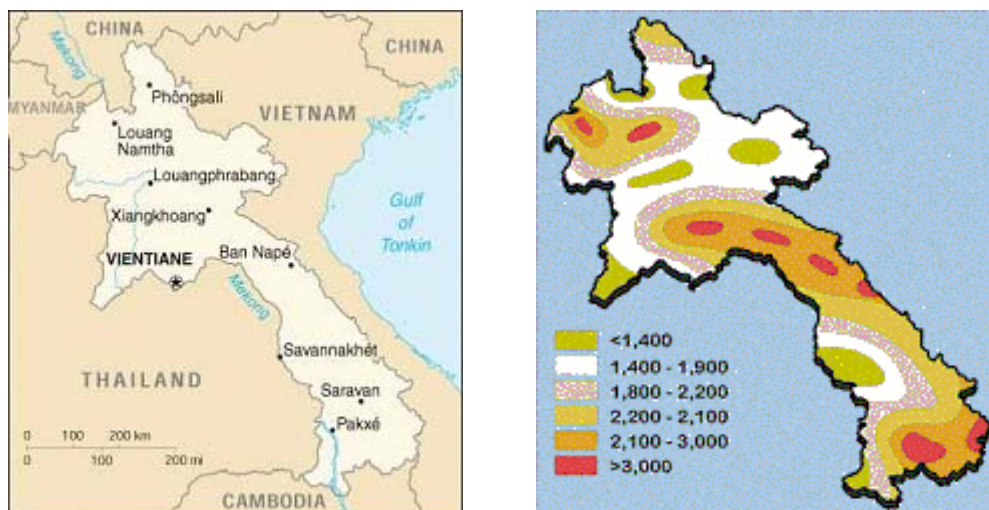 CHINA
CHINA
Mekong
Phôngsali
MYANMAR
VIETNAM
Louang
Namtha
Louangphrabang
Gulf
of
Tonkin
Xiangkhoang
VIENTIANE
Ban Napé
Mekong
Savannakhét
THAILAND
Saravan
Pakxé
0 100 200 km
0 100 200 mi
CAMBODIA
<1,400
1,400 - 1,900
1,800 - 2,200
2,200 - 2,100
2,100 - 3,000
>3,000